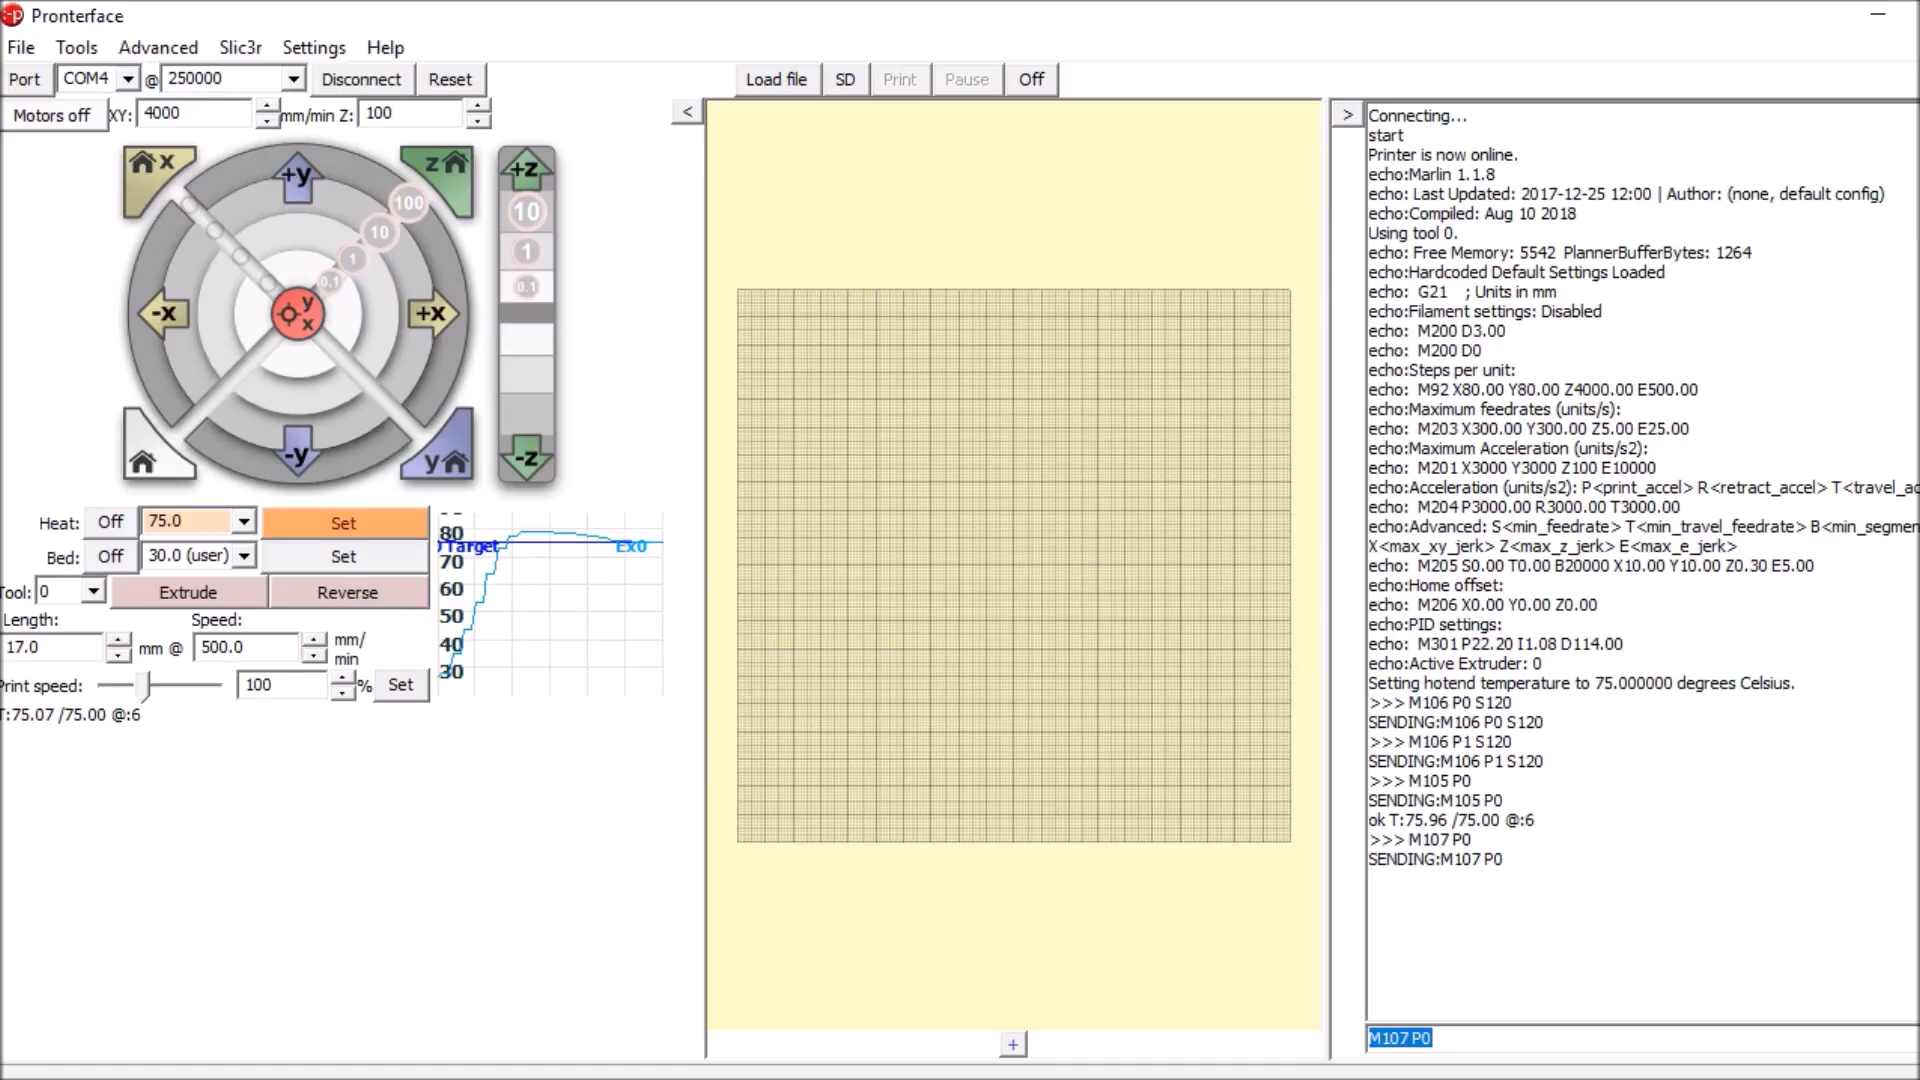 Pronterface
File Tools Advanced Slic3r Settings Help
Port COM4 @ 250000 Disconnect Reset Load file SD Print Pause Off
Motors off XY: 4000 mm/min Z: 100 < >
x z
+y +z
100 10
10 1
1 0.1
0.1
-x y x +x
-y y -z
Heat: Off 75.0 Set
Bed: Off 30.0 (user) Set
Tool: 0 Extrude Reverse
Length: Speed:
17.0 mm @ 500.0 mm/
min
Print speed: 100 % Set
T:75.07 /75.00 @:6
80
Target Ex0
70
60
50
40
30
+
Connecting...
start
Printer is now online.
echo:Marlin 1.1.8
echo: Last Updated: 2017-12-25 12:00 | Author: (none, default config)
echo:Compiled: Aug 10 2018
Using tool 0.
echo: Free Memory: 5542 PlannerBufferBytes: 1264
echo:Hardcoded Default Settings Loaded
echo: G21 ; Units in mm
echo:Filament settings: Disabled
echo: M200 D3.00
echo: M200 D0
echo:Steps per unit:
echo: M92 X80.00 Y80.00 Z4000.00 E500.00
echo:Maximum feedrates (units/s):
echo: M203 X300.00 Y300.00 Z5.00 E25.00
echo:Maximum Acceleration (units/s2):
echo: M201 X3000 Y3000 Z100 E10000
echo:Acceleration (units/s2): P<print_accel> R<retract_accel> T<travel_ac
echo: M204 P3000.00 R3000.00 T3000.00
echo:Advanced: S<min_feedrate> T<min_travel_feedrate> B<min_segmen
X<max_xy_jerk> Z<max_z_jerk> E<max_e_jerk>
echo: M205 S0.00 T0.00 B20000 X10.00 Y10.00 Z0.30 E5.00
echo:Home offset:
echo: M206 X0.00 Y0.00 Z0.00
echo:PID settings:
echo: M301 P22.20 I1.08 D114.00
echo:Active Extruder: 0
Setting hotend temperature to 75.000000 degrees Celsius.
>>> M106 P0 S120
SENDING:M106 P0 S120
>>> M106 P1 S120
SENDING:M106 P1 S120
>>> M105 P0
SENDING:M105 P0
ok T:75.96 /75.00 @:6
>>> M107 P0
SENDING:M107 P0
M107 P0